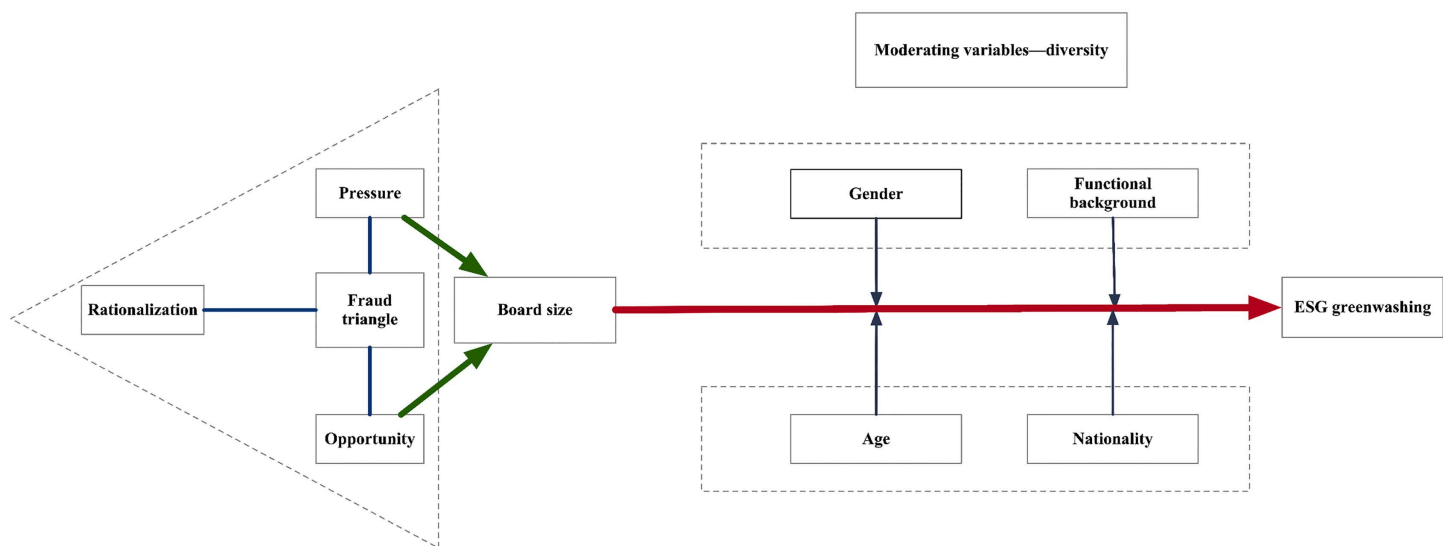 Moderating variables—diversity
Pressure
Gender
Functional
background
Rationalization
Fraud
triangle
Board size
ESG greenwashing
Opportunity
Age
Nationality